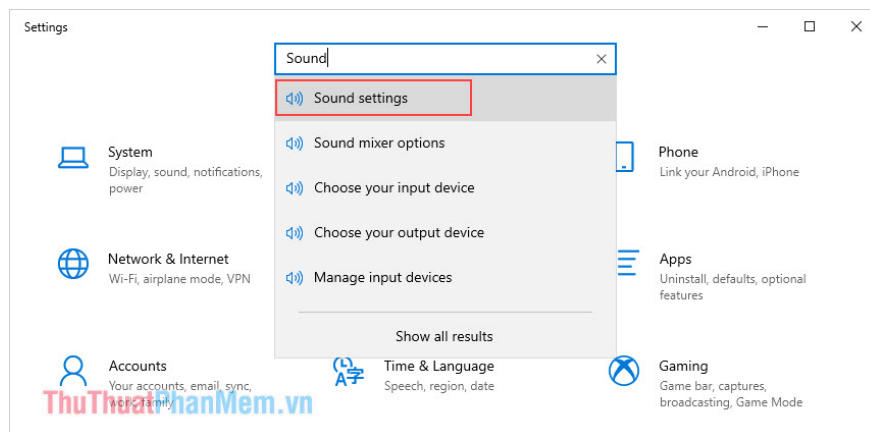 Settings
Sound
Sound settings
Sound mixer options
Choose your input device
Choose your output device
Manage input devices
Show all results
System
Display, sound, notifications,
power
Phone
Link your Android, iPhone
Network & Internet
Wi-Fi, airplane mode, VPN
Apps
Uninstall, defaults, optional
features
Accounts
Your accounts, email, sync,
work, family
Time & Language
Speech, region, date
Gaming
Game bar, captures,
broadcasting, Game Mode
ThuThuatPhanMem.vn